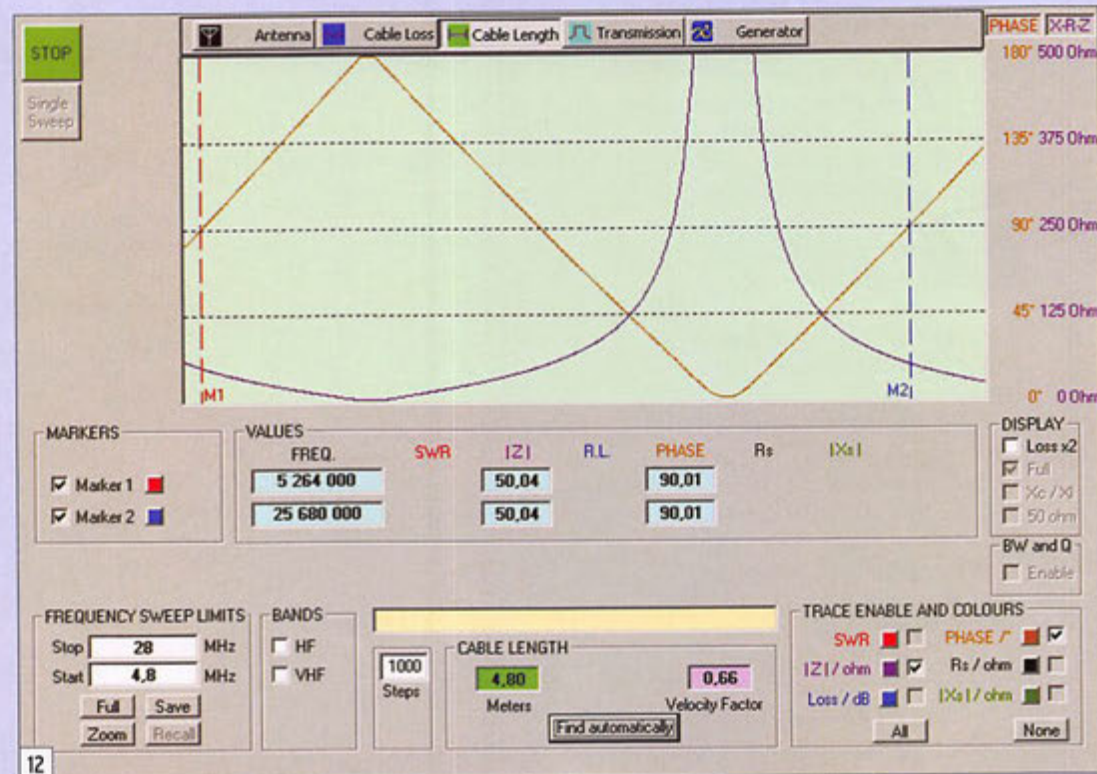 STOP
Single
Sweep
Antenna Cable Loss Cable Length Transmission Generator
PHASE X-R-Z
180° 500 Ohm
135° 375 Ohm
90° 250 Ohm
45° 125 Ohm
0° 0 Ohm
M1
M2
MARKERS
Marker 1
Marker 2
VALUES
FREQ. SWR |Z| R.L. PHASE Rs |Xs|
5 264 000 50,04 90,01
25 680 000 50,04 90,01
DISPLAY
Loss x2
Full
Xc / Xl
50 ohm
BW and Q
Enable
FREQUENCY SWEEP LIMITS
Stop 28 MHz
Start 4,8 MHz
Full Save
Zoom Recall
BANDS
HF
VHF
1000
Steps
CABLE LENGTH
4,80 0,66
Meters Velocity Factor
Find automatically
TRACE ENABLE AND COLOURS
SWR PHASE /°
|Z| / ohm Rs / ohm
Loss / dB |Xs| / ohm
All None
12